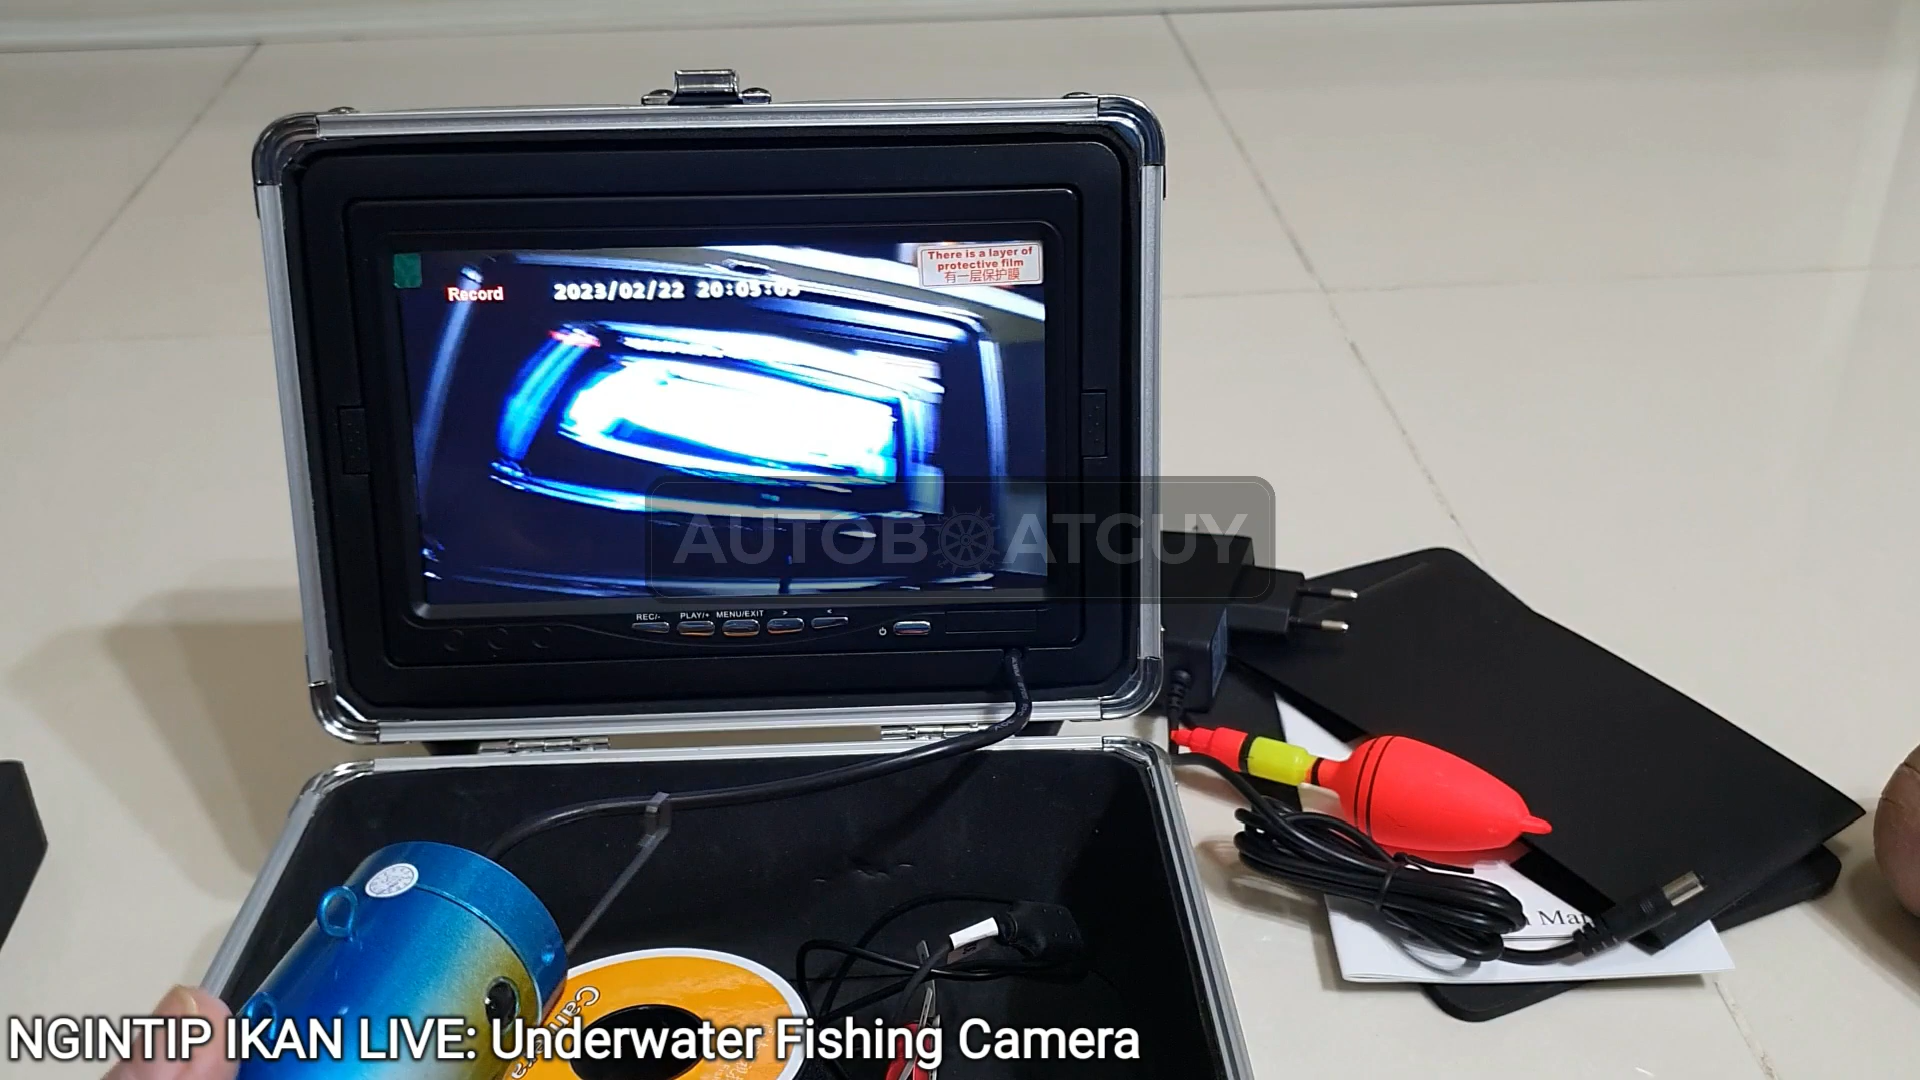 There is a layer of
protective film
有一层保护膜
Record
2023/02/22 20:05:09
AUTOBOATGUY
REC/- PLAY/+ MENU/EXIT > <
NGINTIP IKAN LIVE: Underwater Fishing Camera